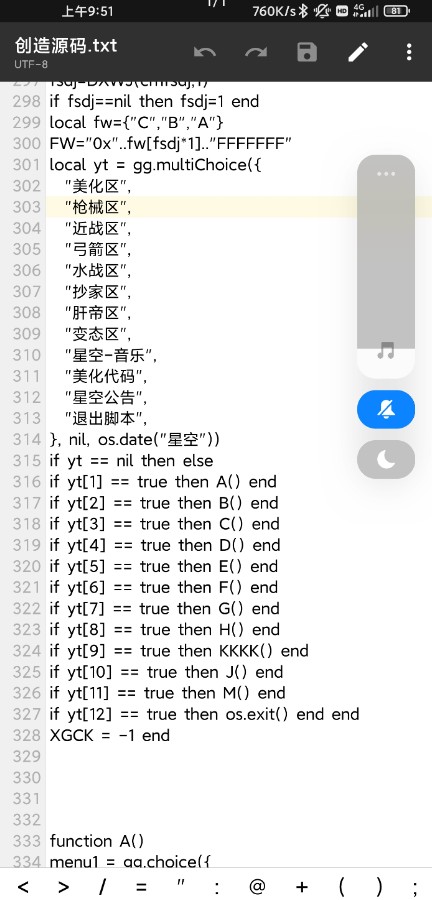 上午9:51
1/1
760K/s
HD
4G
81
创造源码.txt
UTF-8
297 fsdj=DXWJ(cmfsdj,1)
298 if fsdj==nil then fsdj=1 end
299 local fw={"C","B","A"}
300 FW="0x"..fw[fsdj*1].."FFFFFFF"
301 local yt = gg.multiChoice({
302 "美化区",
303 "枪械区",
304 "近战区",
305 "弓箭区",
306 "水战区",
307 "抄家区",
308 "肝帝区",
309 "变态区",
310 "星空-音乐",
311 "美化代码",
312 "星空公告",
313 "退出脚本",
314 }, nil, os.date("星空"))
315 if yt == nil then else
316 if yt[1] == true then A() end
317 if yt[2] == true then B() end
318 if yt[3] == true then C() end
319 if yt[4] == true then D() end
320 if yt[5] == true then E() end
321 if yt[6] == true then F() end
322 if yt[7] == true then G() end
323 if yt[8] == true then H() end
324 if yt[9] == true then KKKK() end
325 if yt[10] == true then J() end
326 if yt[11] == true then M() end
327 if yt[12] == true then os.exit() end end
328 XGCK = -1 end
329
330
331
332
333 function A()
334 menu1 = gg.choice({
< > / = " : @ + ( ) ;